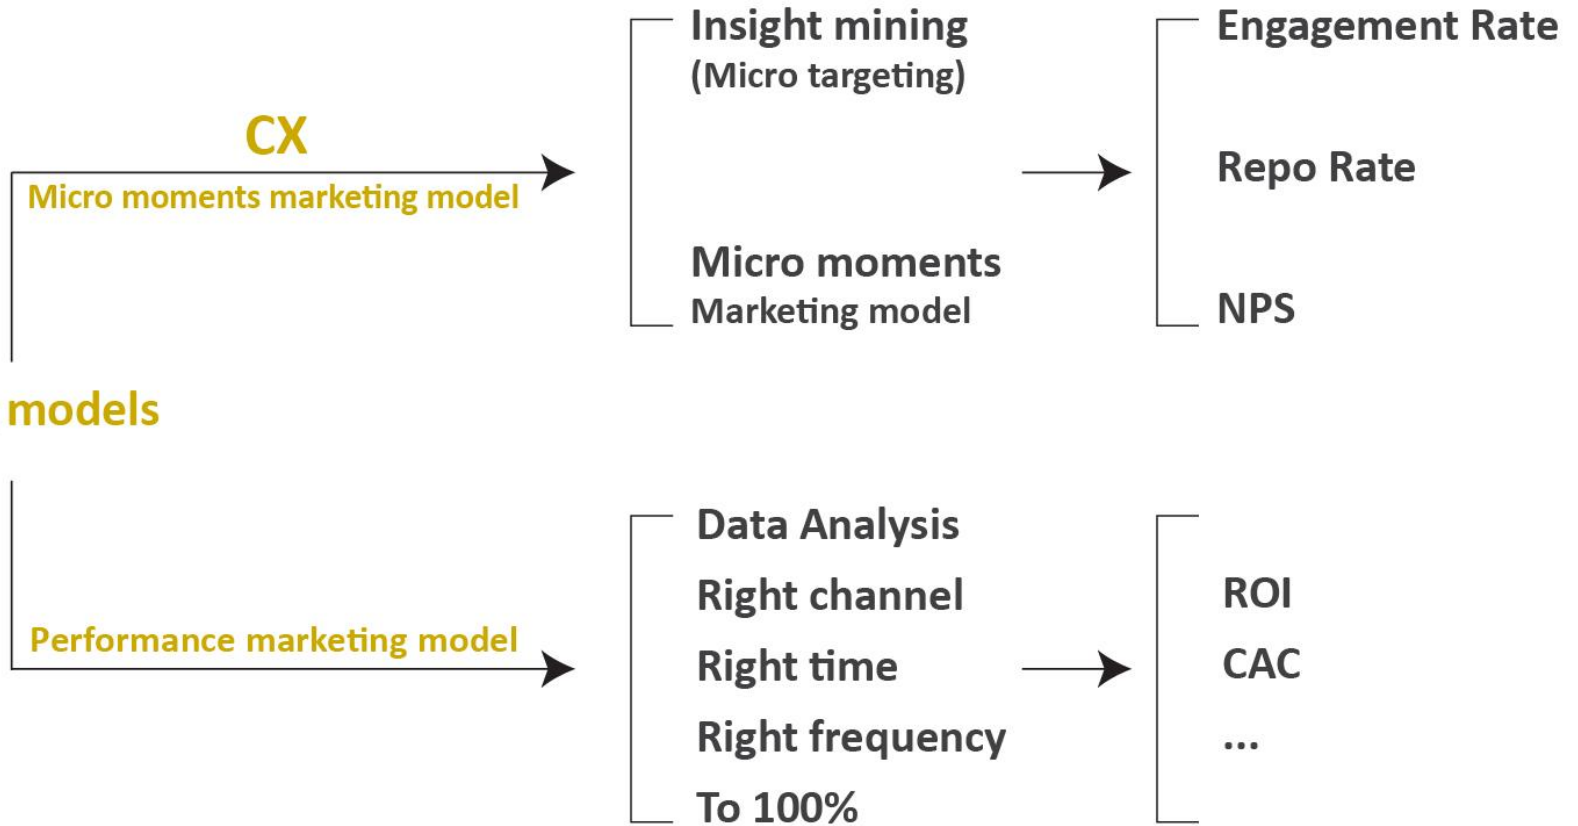 CX
Micro moments marketing model
Insight mining
(Micro targeting)
Micro moments
Marketing model
Engagement Rate
Repo Rate
NPS
models
Performance marketing model
Data Analysis
Right channel
Right time
Right frequency
To 100%
ROI
CAC
...